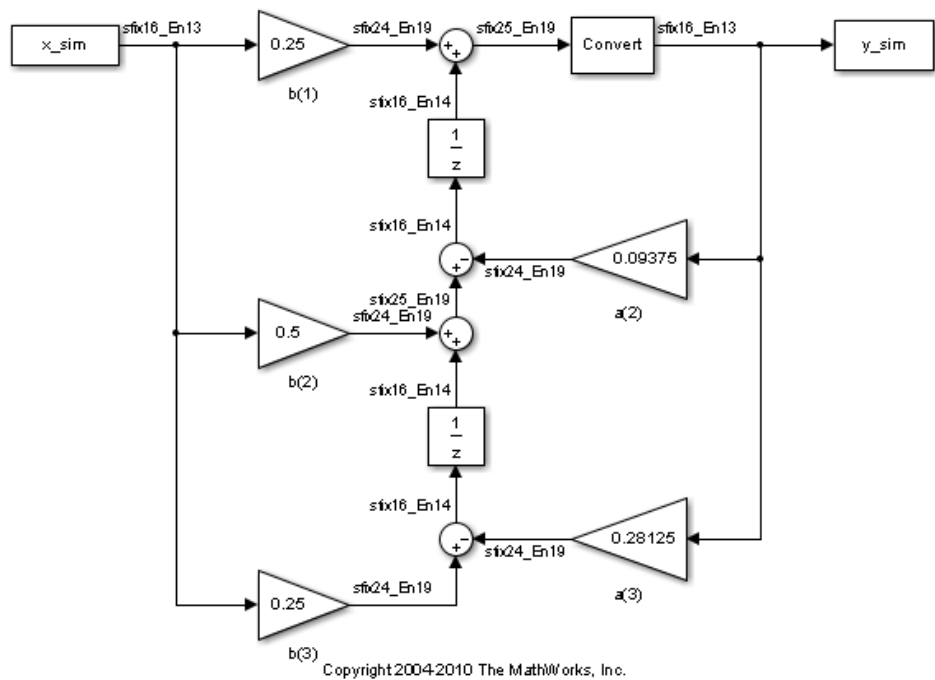 x_sim
sfix16_En13
0.25
b(1)
sfix24_En19
sfix25_En19
Convert
sfix16_En13
y_sim
sfix16_En14
1
z
sfix16_En14
0.09375
a(2)
sfix24_En19
sfix25_En19
sfix24_En19
0.5
b(2)
sfix16_En14
1
z
sfix16_En14
0.28125
a(3)
sfix24_En19
sfix24_En19
0.25
b(3)
Copyright 2004-2010 The MathWorks, Inc.